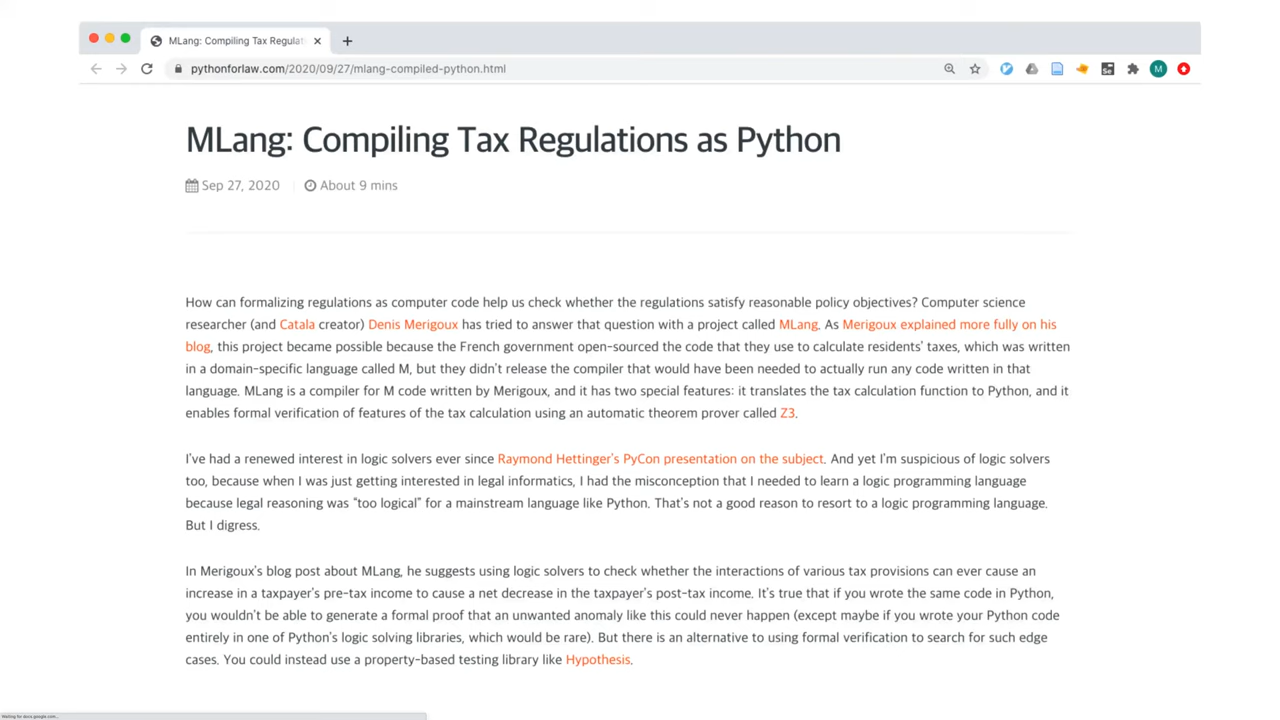 MLang: Compiling Tax Regulati
pythonforlaw.com/2020/09/27/mlang-compiled-python.html
M
MLang: Compiling Tax Regulations as Python
Sep 27, 2020 About 9 mins
How can formalizing regulations as computer code help us check whether the regulations satisfy reasonable policy objectives? Computer science
researcher (and Catala creator) Denis Merigoux has tried to answer that question with a project called MLang. As Merigoux explained more fully on his
blog, this project became possible because the French government open-sourced the code that they use to calculate residents' taxes, which was written
in a domain-specific language called M, but they didn't release the compiler that would have been needed to actually run any code written in that
language. MLang is a compiler for M code written by Merigoux, and it has two special features: it translates the tax calculation function to Python, and it
enables formal verification of features of the tax calculation using an automatic theorem prover called Z3.
I've had a renewed interest in logic solvers ever since Raymond Hettinger's PyCon presentation on the subject. And yet I'm suspicious of logic solvers
too, because when I was just getting interested in legal informatics, I had the misconception that I needed to learn a logic programming language
because legal reasoning was "too logical" for a mainstream language like Python. That's not a good reason to resort to a logic programming language.
But I digress.
In Merigoux's blog post about MLang, he suggests using logic solvers to check whether the interactions of various tax provisions can ever cause an
increase in a taxpayer's pre-tax income to cause a net decrease in the taxpayer's post-tax income. It's true that if you wrote the same code in Python,
you wouldn't be able to generate a formal proof that an unwanted anomaly like this could never happen (except maybe if you wrote your Python code
entirely in one of Python's logic solving libraries, which would be rare). But there is an alternative to using formal verification to search for such edge
cases. You could instead use a property-based testing library like Hypothesis.
Waiting for docs.google.com...